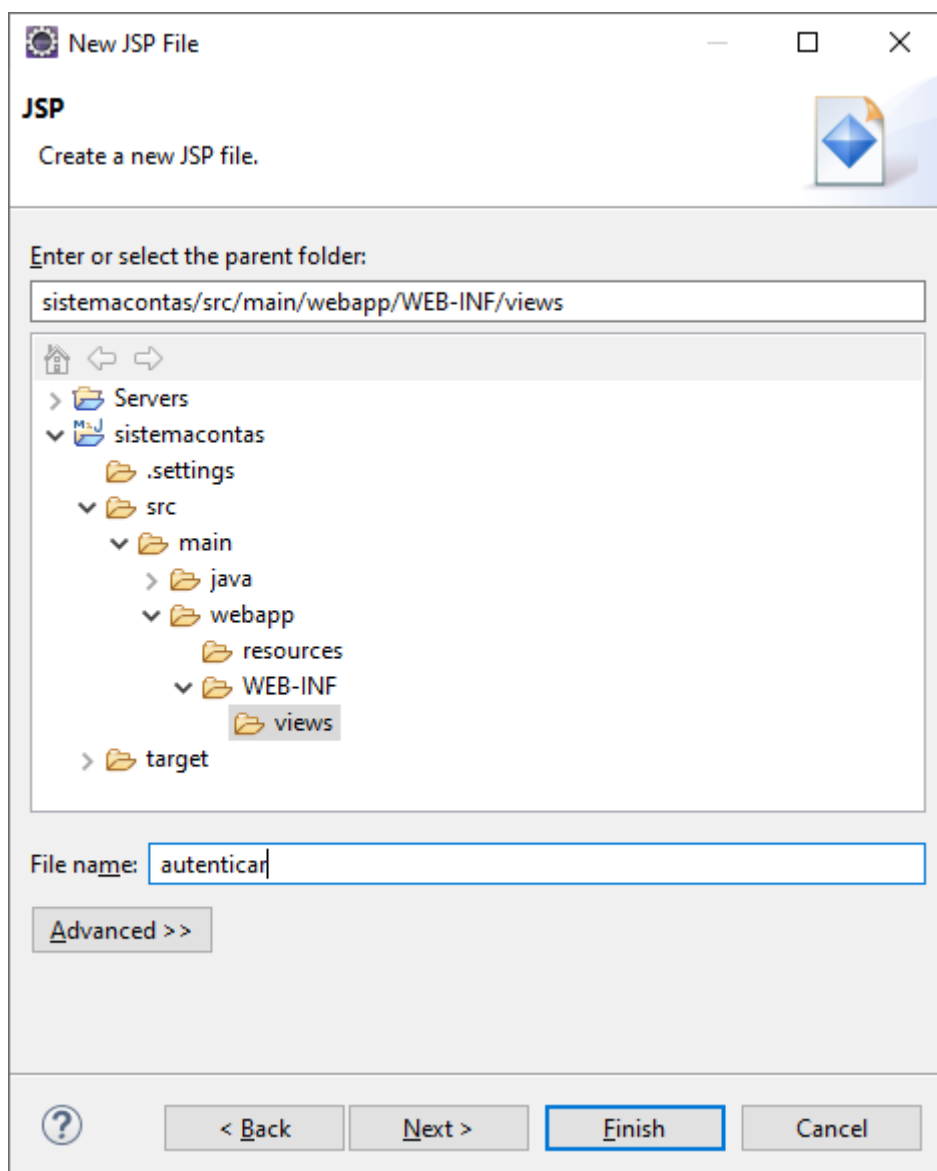 New JSP File
JSP
Create a new JSP file.
Enter or select the parent folder:
sistemacontas/src/main/webapp/WEB-INF/views
Servers
sistemacontas
.settings
src
main
java
webapp
resources
WEB-INF
views
target
File name: autenticar
Advanced >>
? < Back Next > Finish Cancel